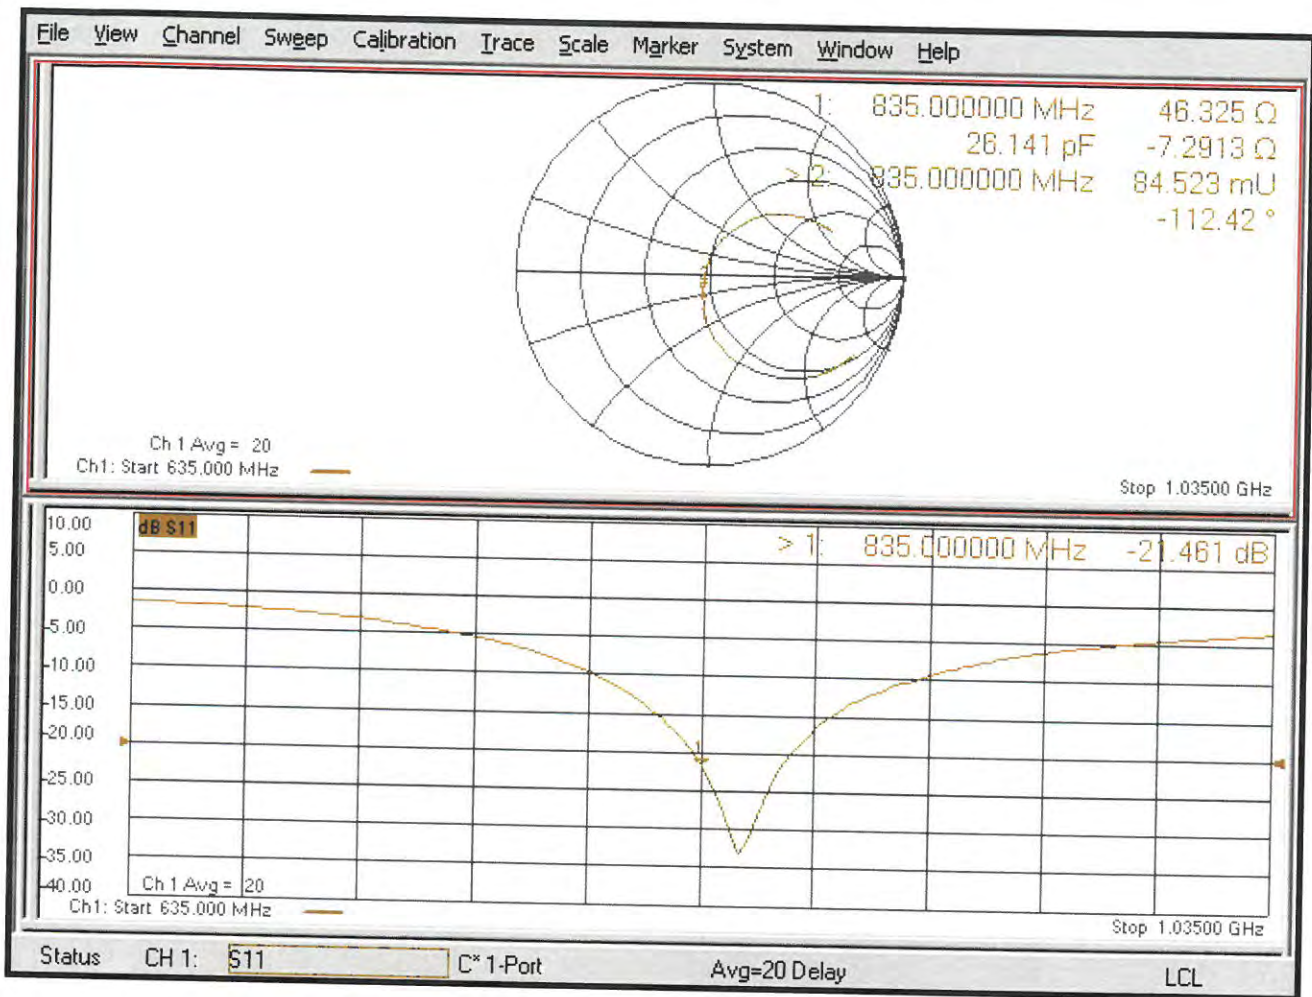 File View Channel Sweep Calibration Trace Scale Marker System Window Help
1: 835.000000 MHz 46.325 Ω
26.141 pF -7.2913 Ω
> 2: 835.000000 MHz 84.523 mU
-112.42 °
Ch 1 Avg = 20
Ch1: Start 635.000 MHz
Stop 1.03500 GHz
10.00
dB S11
> 1: 835.000000 MHz -21.461 dB
5.00
0.00
-5.00
-10.00
-15.00
-20.00
1
-25.00
-30.00
-35.00
-40.00
Ch 1 Avg = 20
Ch1: Start 635.000 MHz
Stop 1.03500 GHz
Status CH 1: S11 C* 1-Port Avg=20 Delay LCL